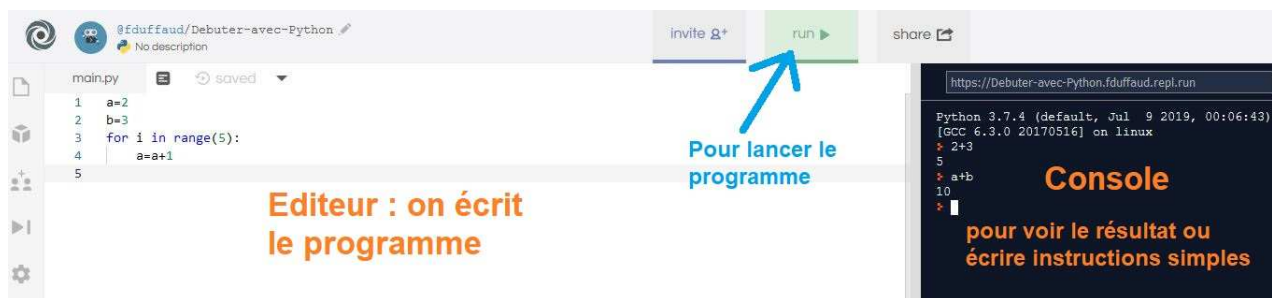 @fduffaud/Debuter-avec-Python
No description
invite
run
share
main.py
saved
1 a=2
2 b=3
3 for i in range(5):
4     a=a+1
5
Editeur : on écrit
le programme
Pour lancer le
programme
https://Debuter-avec-Python.fduffaud.repl.run
Python 3.7.4 (default, Jul 9 2019, 00:06:43)
[GCC 6.3.0 20170516] on linux
> 2+3
5
> a+b
10
>
Console
pour voir le résultat ou
écrire instructions simples